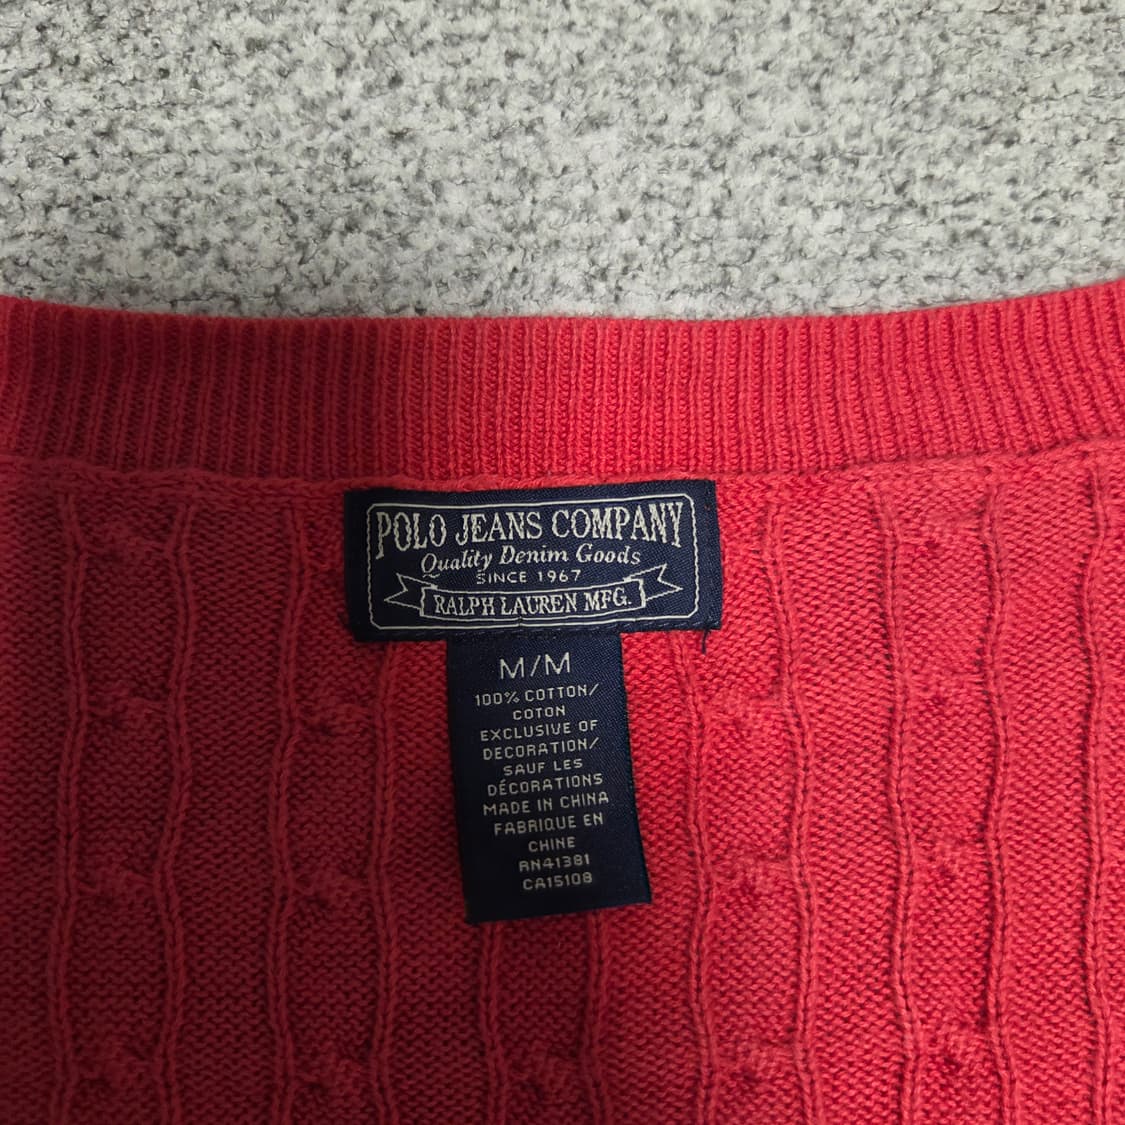 POLO JEANS COMPANY
Quality Denim Goods
SINCE 1967
RALPH LAUREN MFG.
M/M
100% COTTON/
COTON
EXCLUSIVE OF
DECORATION/
SAUF LES
DÉCORATIONS
MADE IN CHINA
FABRIQUE EN
CHINE
RN41381
CA15108